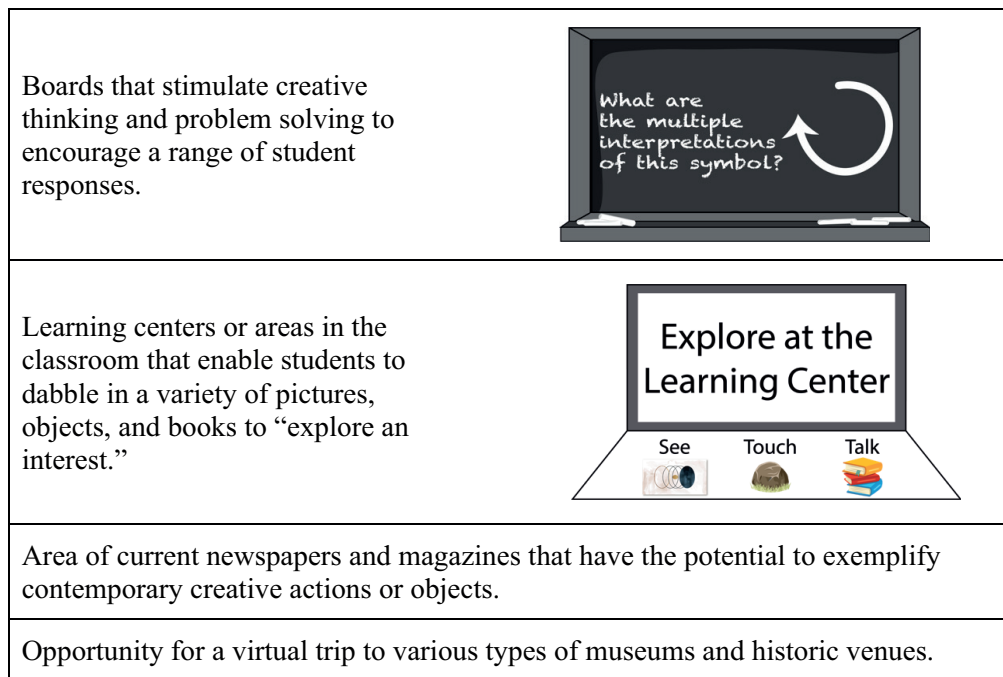 Boards that stimulate creative
thinking and problem solving to
encourage a range of student
responses.
What are
the multiple
interpretations
of this symbol?
Learning centers or areas in the
classroom that enable students to
dabble in a variety of pictures,
objects, and books to “explore an
interest.”
Explore at the
Learning Center
See Touch Talk
Area of current newspapers and magazines that have the potential to exemplify
contemporary creative actions or objects.
Opportunity for a virtual trip to various types of museums and historic venues.